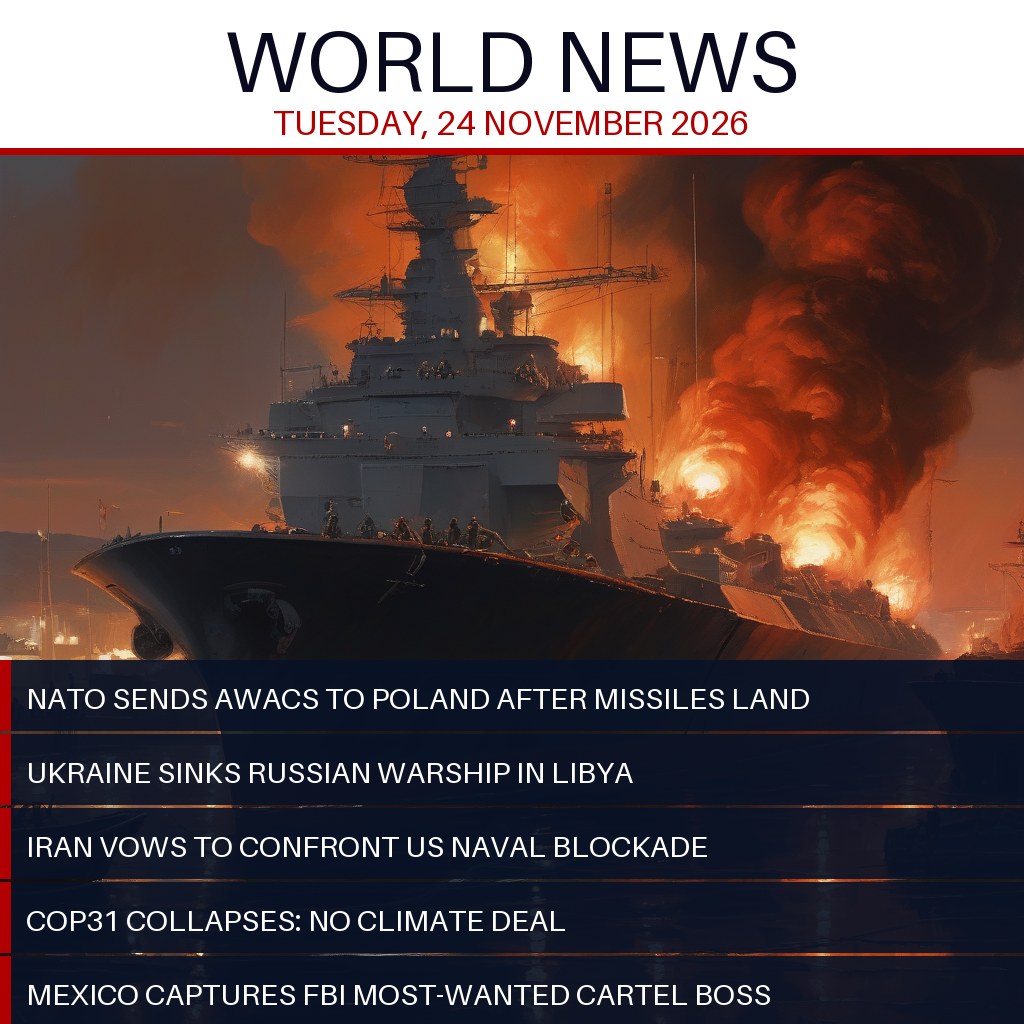 WORLD NEWS
TUESDAY, 24 NOVEMBER 2026
NATO SENDS AWACS TO POLAND AFTER MISSILES LAND
UKRAINE SINKS RUSSIAN WARSHIP IN LIBYA
IRAN VOWS TO CONFRONT US NAVAL BLOCKADE
COP31 COLLAPSES: NO CLIMATE DEAL
MEXICO CAPTURES FBI MOST-WANTED CARTEL BOSS